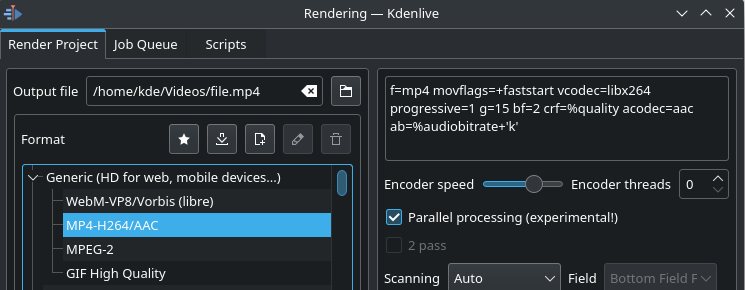 Rendering — Kdenlive
Render Project
Job Queue
Scripts
Output file
/home/kde/Videos/file.mp4
Format
Generic (HD for web, mobile devices...)
WebM-VP8/Vorbis (libre)
MP4-H264/AAC
MPEG-2
GIF High Quality
f=mp4 movflags=+faststart vcodec=libx264
progressive=1 g=15 bf=2 crf=%quality acodec=aac
ab=%audiobitrate+'k'
Encoder speed
Encoder threads
0
Parallel processing (experimental!)
2 pass
Scanning
Auto
Field
Bottom Field F